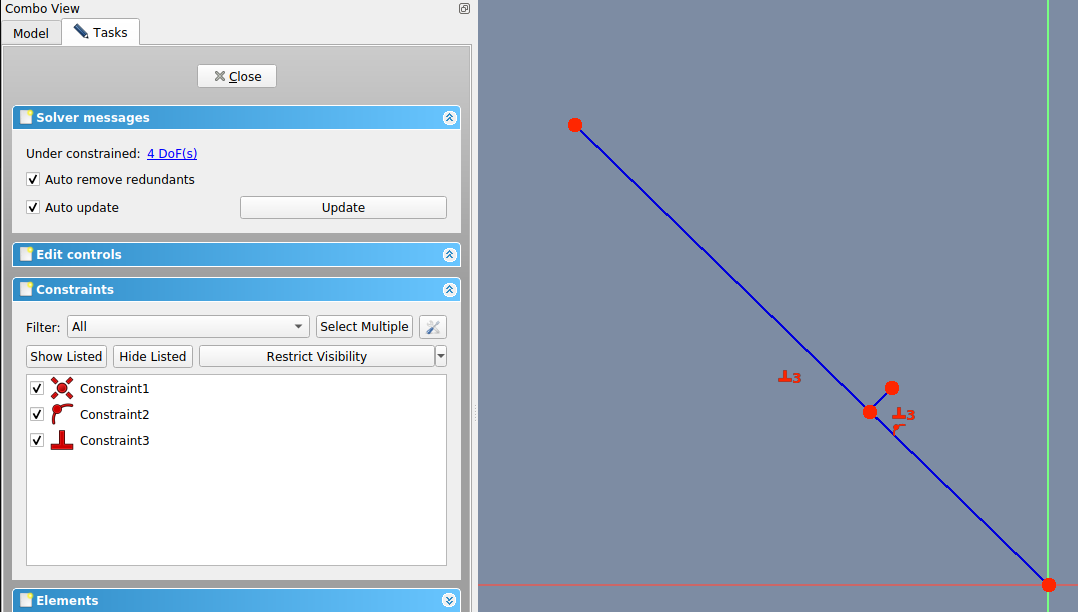 Combo View
Model Tasks
Close
Solver messages
Under constrained: 4 DoF(s)
Auto remove redundants
Auto update Update
Edit controls
Constraints
Filter: All Select Multiple
Show Listed Hide Listed Restrict Visibility
Constraint1
Constraint2
Constraint3
Elements
3
3